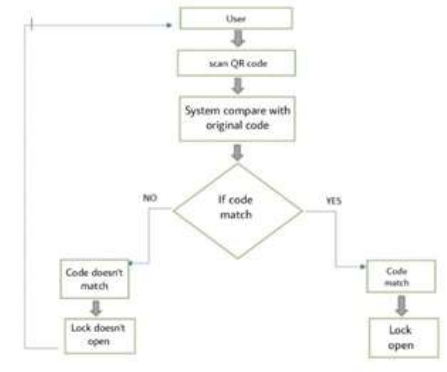 User
scan QR code
System compare with
original code
If code
match
NO
YES
Code doesn't
match
Code
match
Lock doesn't
open
Lock
open